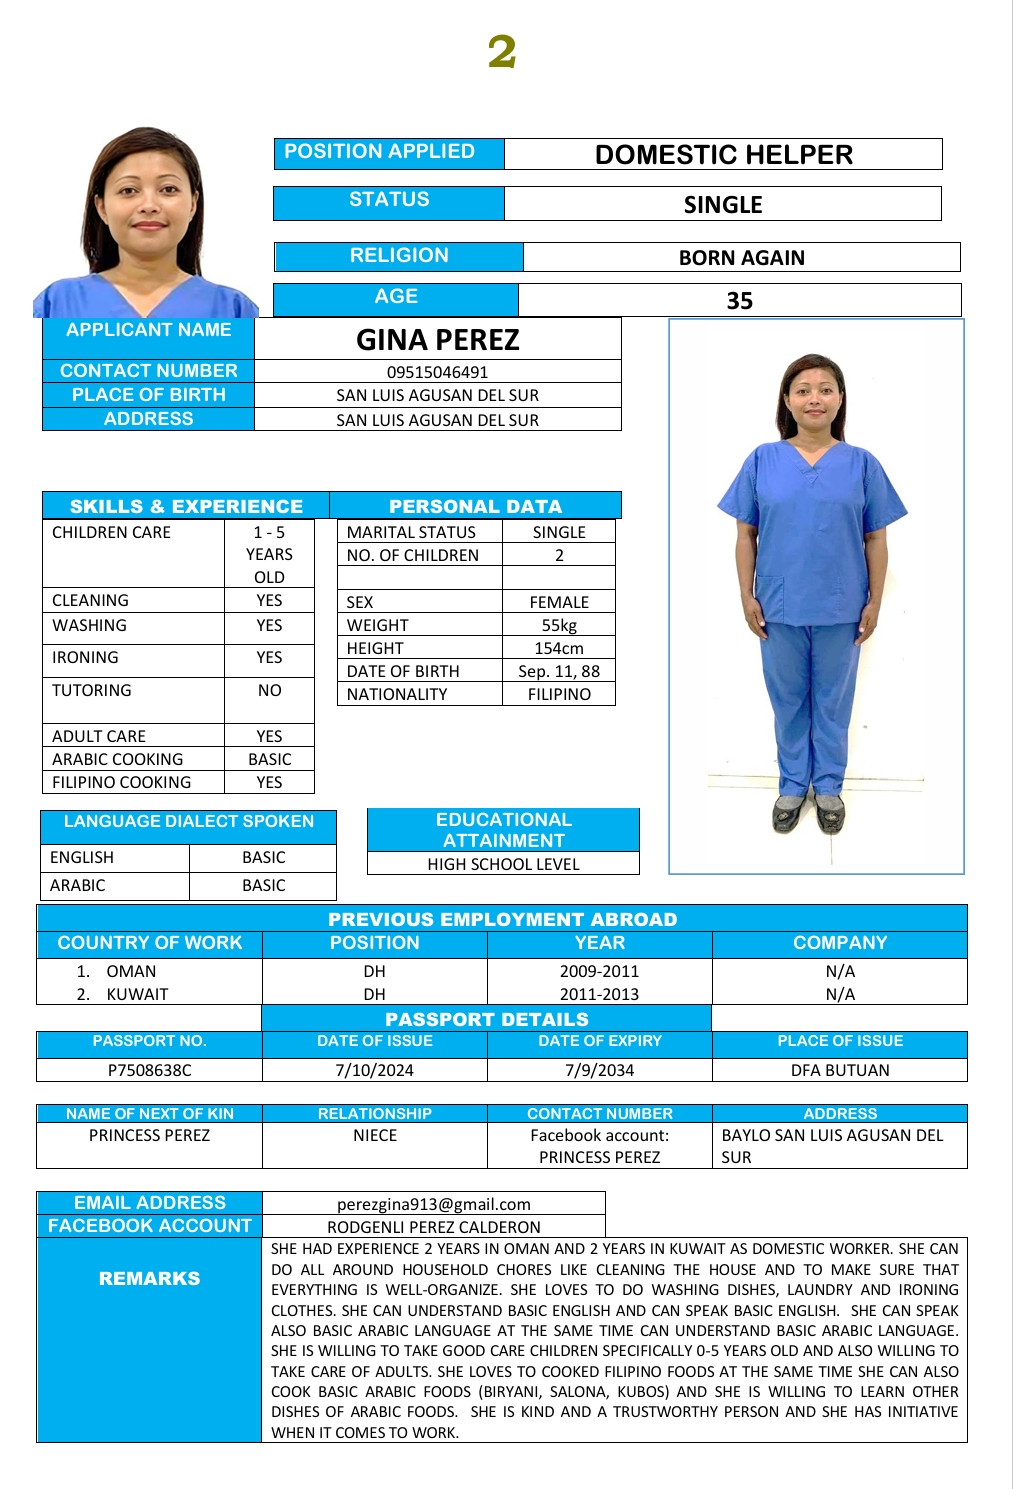 2
POSITION APPLIED DOMESTIC HELPER
STATUS SINGLE
RELIGION BORN AGAIN
AGE 35
APPLICANT NAME GINA PEREZ
CONTACT NUMBER 09515046491
PLACE OF BIRTH SAN LUIS AGUSAN DEL SUR
ADDRESS SAN LUIS AGUSAN DEL SUR
SKILLS & EXPERIENCE
CHILDREN CARE 1 - 5
YEARS
OLD
CLEANING YES
WASHING YES
IRONING YES
TUTORING NO
ADULT CARE YES
ARABIC COOKING BASIC
FILIPINO COOKING YES
PERSONAL DATA
MARITAL STATUS SINGLE
NO. OF CHILDREN 2
SEX FEMALE
WEIGHT 55kg
HEIGHT 154cm
DATE OF BIRTH Sep. 11, 88
NATIONALITY FILIPINO
LANGUAGE DIALECT SPOKEN
ENGLISH BASIC
ARABIC BASIC
EDUCATIONAL
ATTAINMENT
HIGH SCHOOL LEVEL
PREVIOUS EMPLOYMENT ABROAD
COUNTRY OF WORK POSITION YEAR COMPANY
1. OMAN DH 2009-2011 N/A
2. KUWAIT DH 2011-2013 N/A
PASSPORT DETAILS
PASSPORT NO. DATE OF ISSUE DATE OF EXPIRY PLACE OF ISSUE
P7508638C 7/10/2024 7/9/2034 DFA BUTUAN
NAME OF NEXT OF KIN RELATIONSHIP CONTACT NUMBER ADDRESS
PRINCESS PEREZ NIECE Facebook account: BAYLO SAN LUIS AGUSAN DEL
PRINCESS PEREZ SUR
EMAIL ADDRESS perezgina913@gmail.com
FACEBOOK ACCOUNT RODGENLI PEREZ CALDERON
REMARKS
SHE HAD EXPERIENCE 2 YEARS IN OMAN AND 2 YEARS IN KUWAIT AS DOMESTIC WORKER. SHE CAN
DO ALL AROUND HOUSEHOLD CHORES LIKE CLEANING THE HOUSE AND TO MAKE SURE THAT
EVERYTHING IS WELL-ORGANIZE. SHE LOVES TO DO WASHING DISHES, LAUNDRY AND IRONING
CLOTHES. SHE CAN UNDERSTAND BASIC ENGLISH AND CAN SPEAK BASIC ENGLISH. SHE CAN SPEAK
ALSO BASIC ARABIC LANGUAGE AT THE SAME TIME CAN UNDERSTAND BASIC ARABIC LANGUAGE.
SHE IS WILLING TO TAKE GOOD CARE CHILDREN SPECIFICALLY 0-5 YEARS OLD AND ALSO WILLING TO
TAKE CARE OF ADULTS. SHE LOVES TO COOKED FILIPINO FOODS AT THE SAME TIME SHE CAN ALSO
COOK BASIC ARABIC FOODS (BIRYANI, SALONA, KUBOS) AND SHE IS WILLING TO LEARN OTHER
DISHES OF ARABIC FOODS. SHE IS KIND AND A TRUSTWORTHY PERSON AND SHE HAS INITIATIVE
WHEN IT COMES TO WORK.